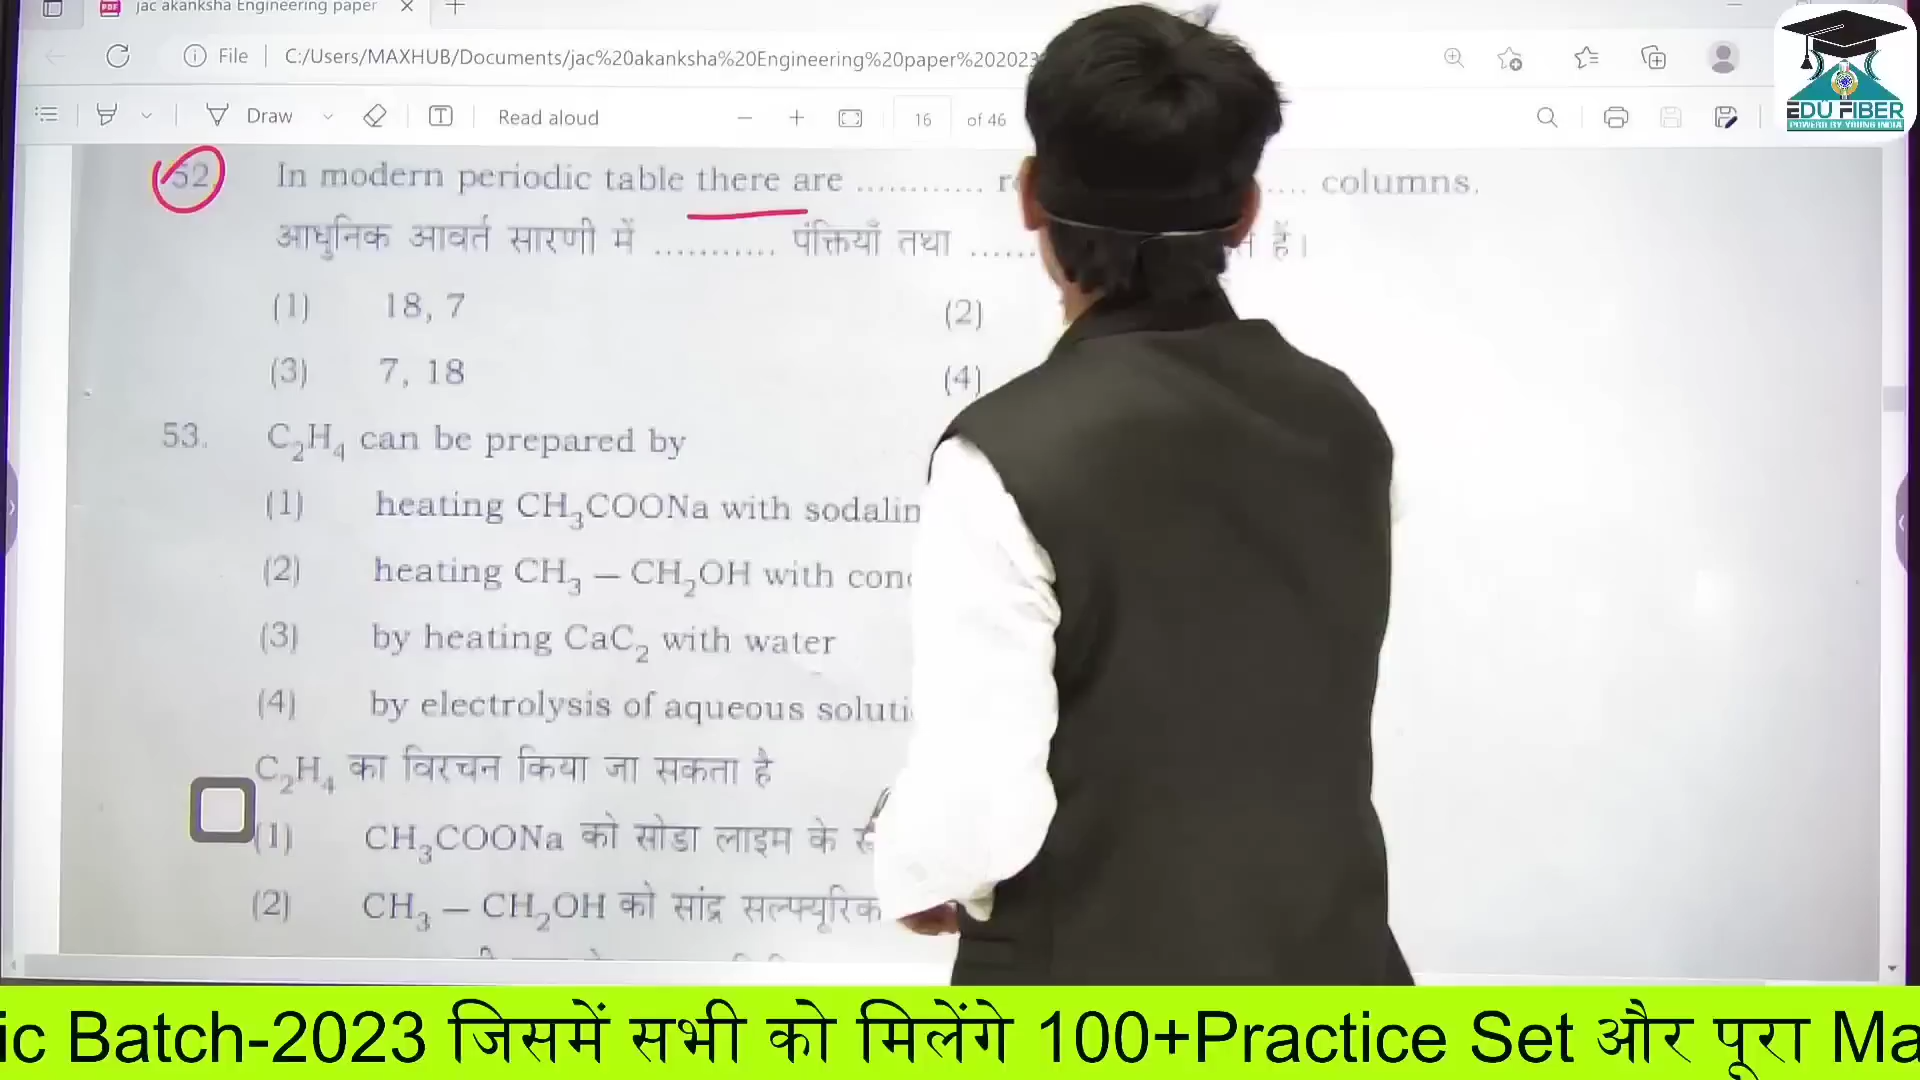 jac akanksha Engineering paper
File C:/Users/MAXHUB/Documents/jac%20akanksha%20Engineering%20paper%202023
Draw Read aloud 16 of 46
EDU FIBER
POWERED BY YOUNG INDIA
52. In modern periodic table there are ............ .... columns.
आधुनिक आवर्त सारणी में ........... पंक्तियाँ तथा ...... हैं।
(1) 18, 7 (2)
(3) 7, 18 (4)
53. C₂H₄ can be prepared by
(1) heating CH₃COONa with
(2) heating CH₃ – CH₂OH with
(3) by heating CaC₂ with water
(4) by electrolysis of aqueous
C₂H₄ का विरचन किया जा सकता है
(1) CH₃COONa को सोडा लाइम के
(2) CH₃ – CH₂OH को सांद्र सल्फ्यूरिक
ic Batch-2023 जिसमें सभी को मिलेंगे 100+Practice Set और पूरा Ma